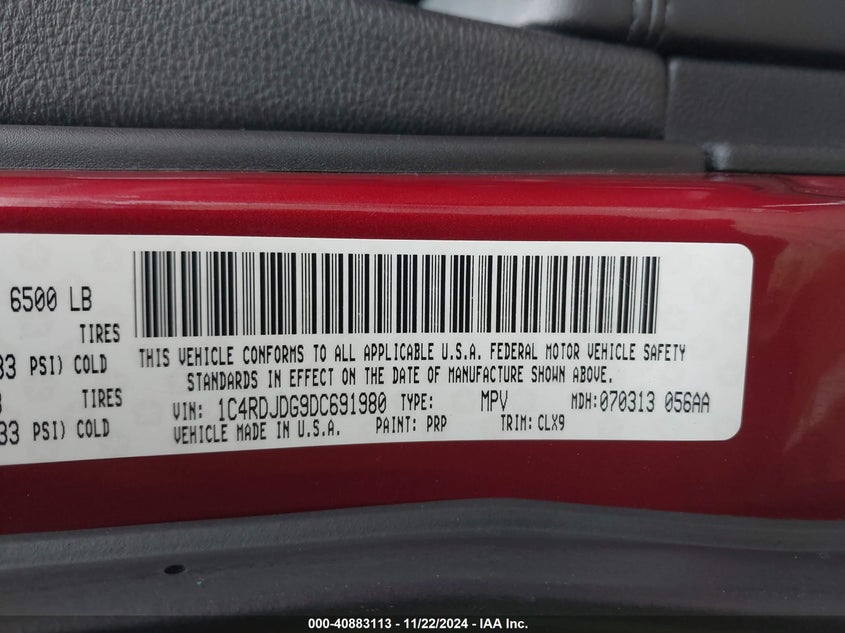 6500 LB
TIRES
33 PSI) COLD
TIRES
33 PSI) COLD
THIS VEHICLE CONFORMS TO ALL APPLICABLE U.S.A. FEDERAL MOTOR VEHICLE SAFETY
STANDARDS IN EFFECT ON THE DATE OF MANUFACTURE SHOWN ABOVE.
VIN: 1C4RDJDG9DC691980 TYPE: MPV MDH: 070313 056AA
VEHICLE MADE IN U.S.A. PAINT: PRP TRIM: CLX9
000-40883113 - 11/22/2024 - IAA Inc.